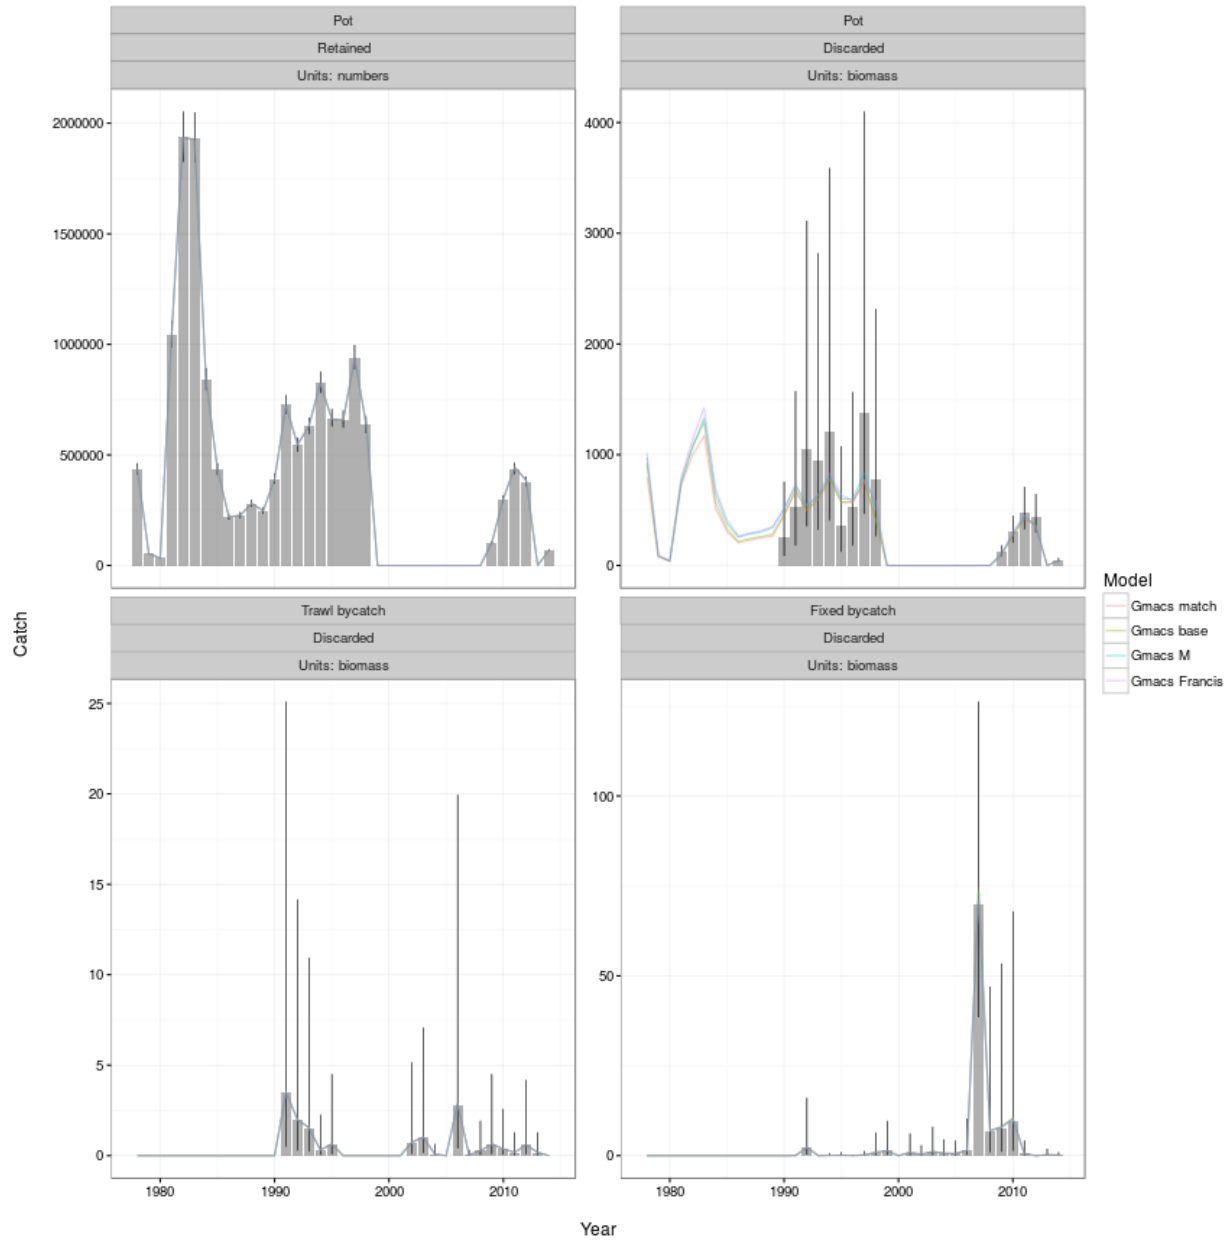 Pot
Retained
Units: numbers
2000000
1500000
1000000
500000
0
Pot
Discarded
Units: biomass
4000
3000
2000
1000
0
Trawl bycatch
Discarded
Units: biomass
25
20
15
10
5
0
1980 1990 2000 2010
Fixed bycatch
Discarded
Units: biomass
100
50
0
1980 1990 2000 2010
Catch
Year
Model
Gmacs match
Gmacs base
Gmacs M
Gmacs Francis